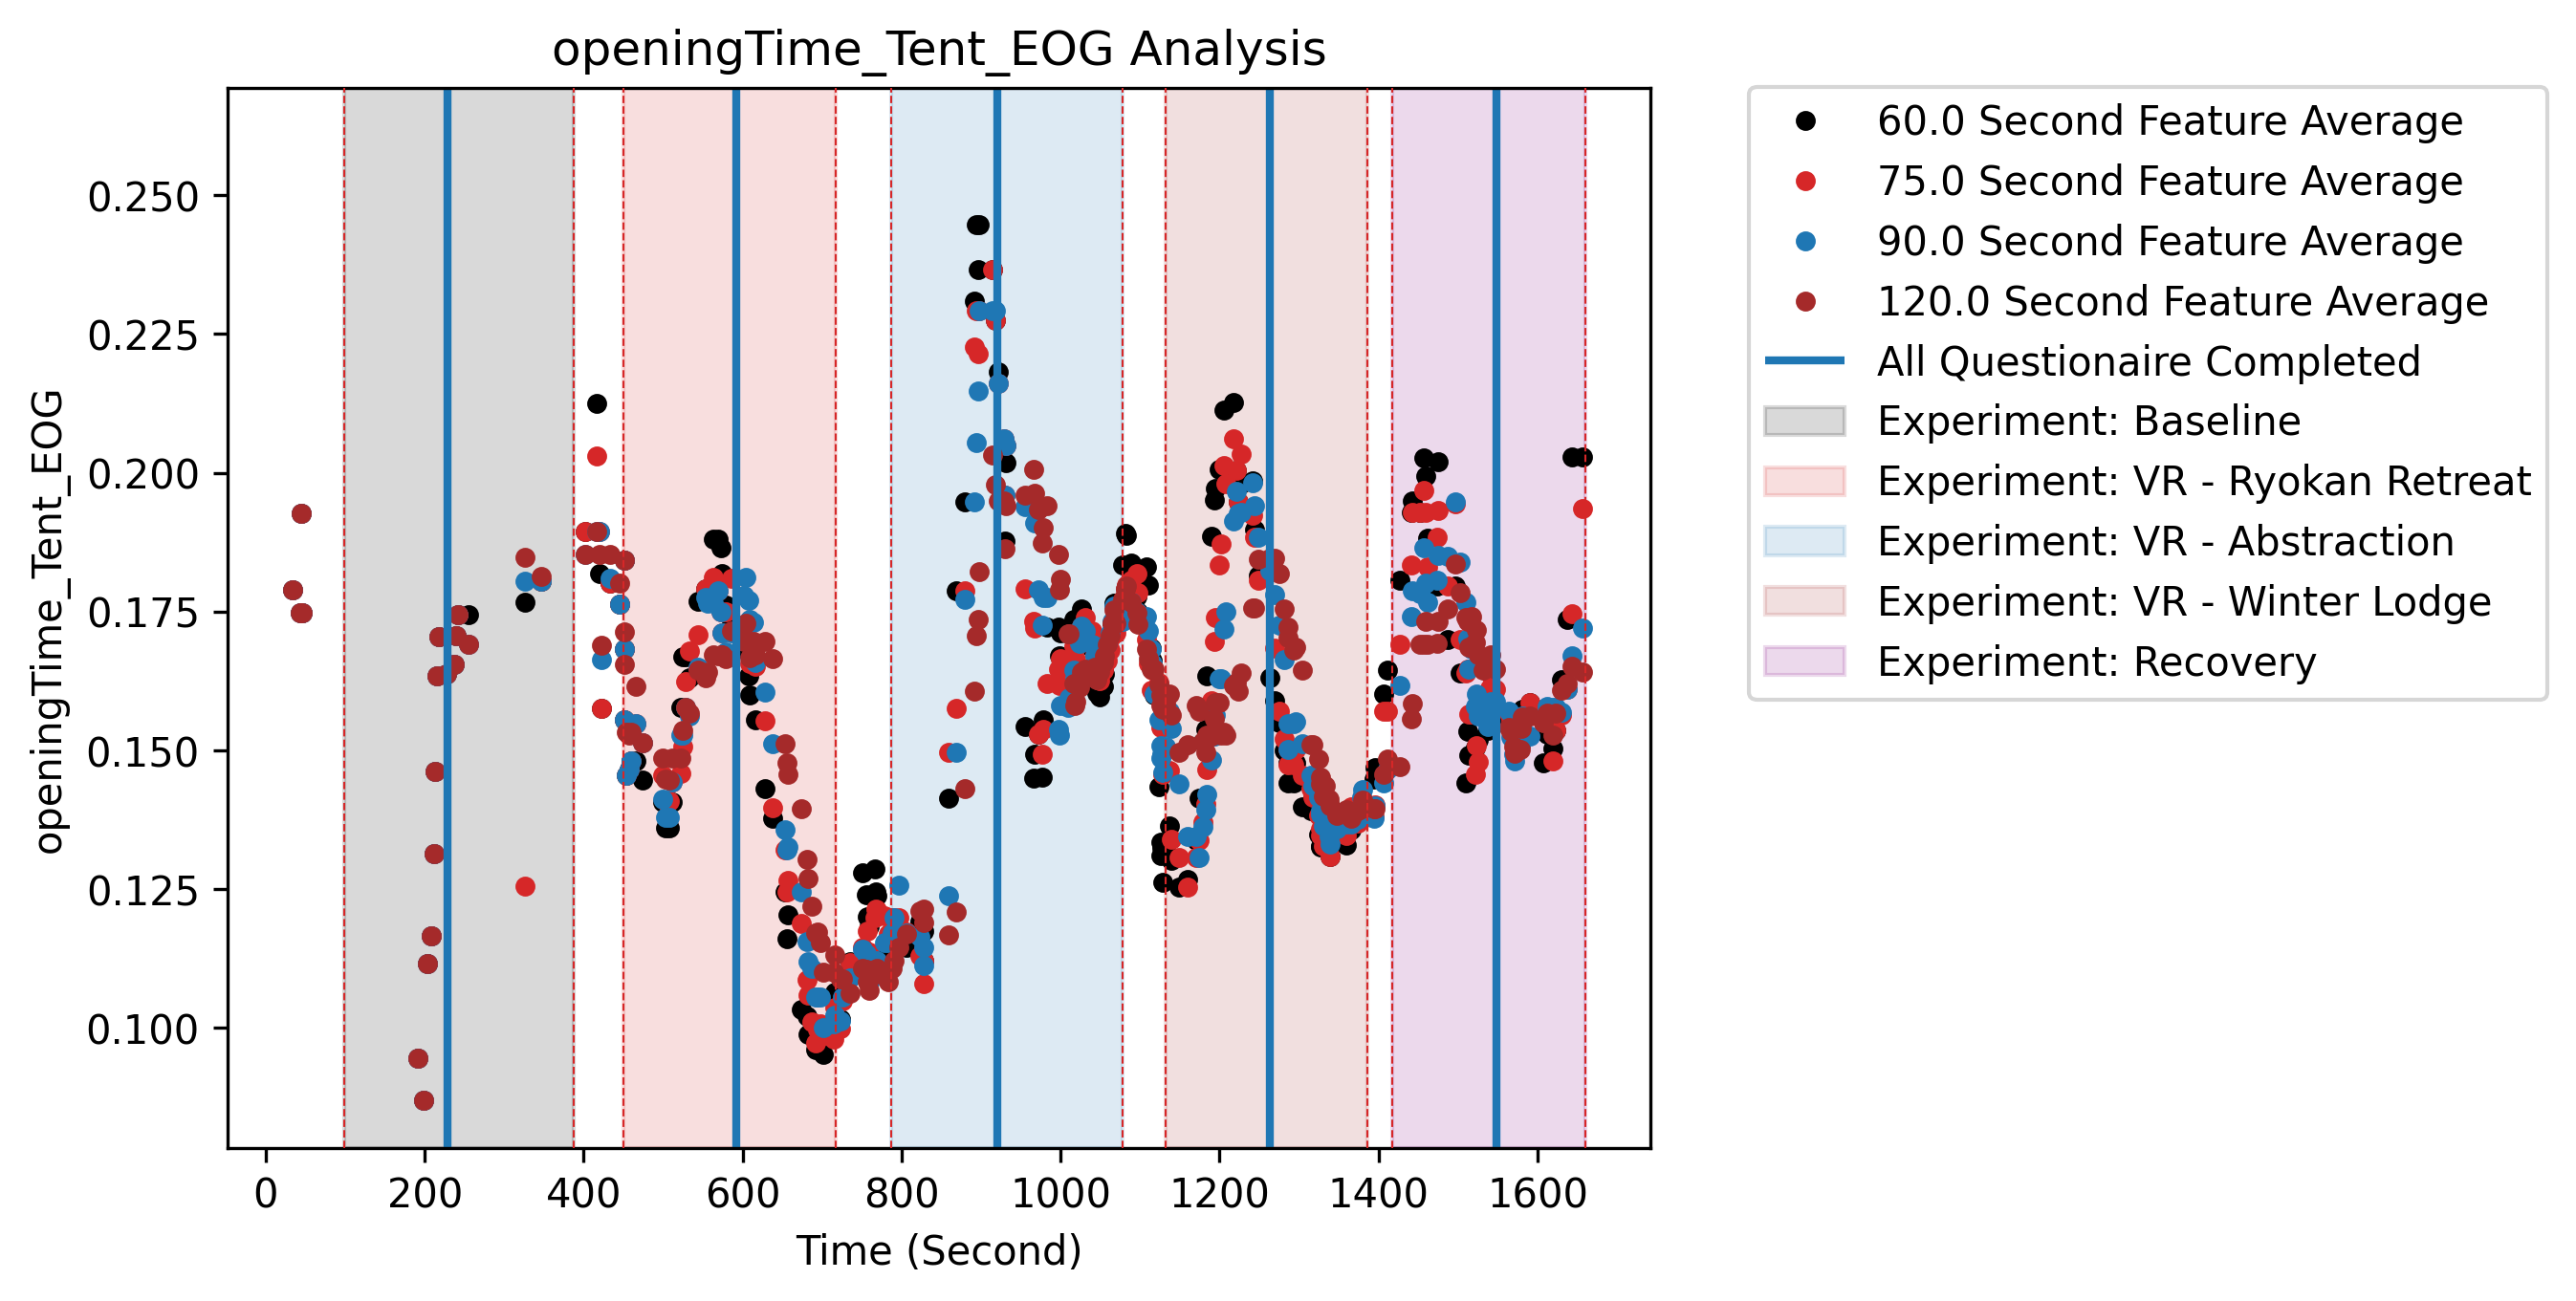 openingTime_Tent_EOG Analysis
openingTime_Tent_EOG
0.250
0.225
0.200
0.175
0.150
0.125
0.100
0 200 400 600 800 1000 1200 1400 1600
Time (Second)
60.0 Second Feature Average
75.0 Second Feature Average
90.0 Second Feature Average
120.0 Second Feature Average
All Questionaire Completed
Experiment: Baseline
Experiment: VR - Ryokan Retreat
Experiment: VR - Abstraction
Experiment: VR - Winter Lodge
Experiment: Recovery